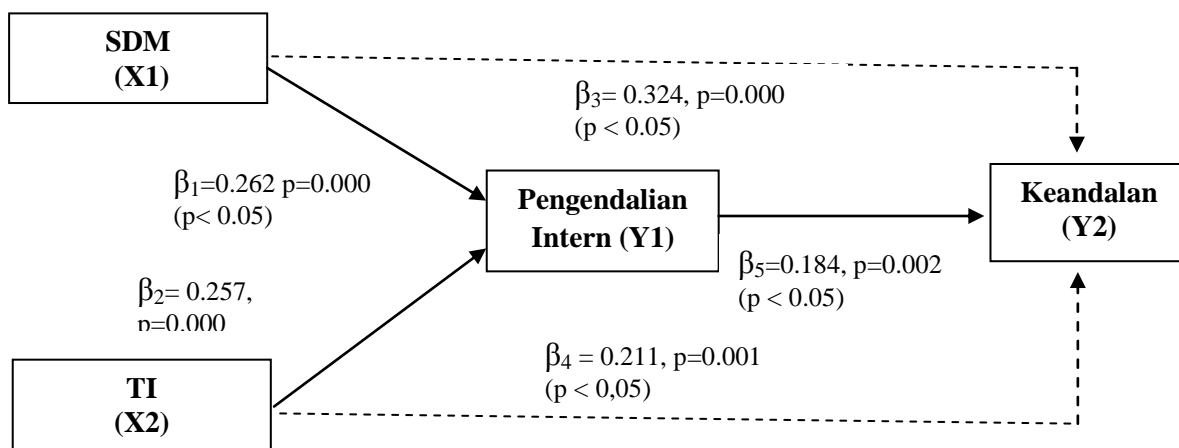 SDM
(X1)
β3= 0.324, p=0.000
(p < 0.05)
β1=0.262 p=0.000
(p< 0.05)
Pengendalian
Intern (Y1)
Keandalan
(Y2)
β5=0.184, p=0.002
(p < 0.05)
β2= 0.257,
p=0.000
β4 = 0.211, p=0.001
(p < 0,05)
TI
(X2)